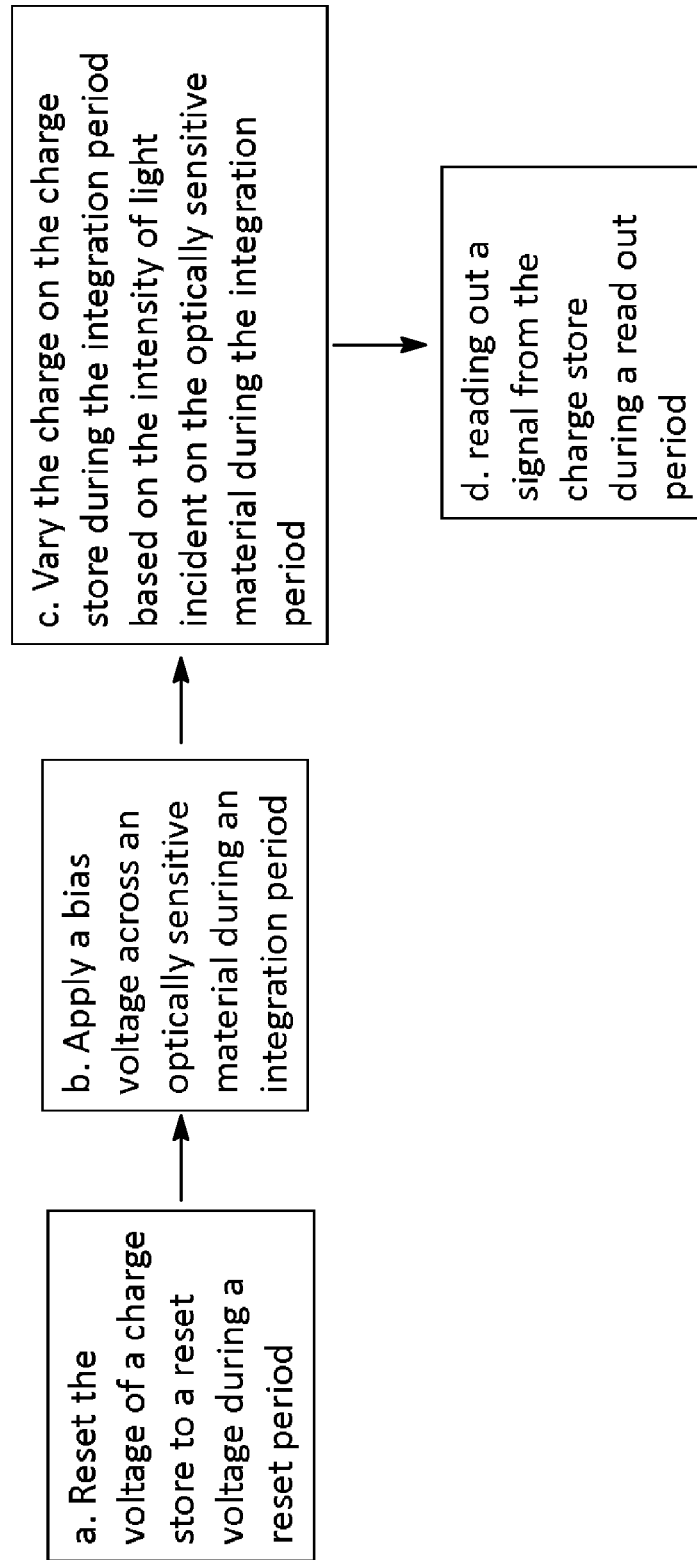 a. Reset the
voltage of a charge
store to a reset
voltage during a
reset period
b. Apply a bias
voltage across an
optically sensitive
material during an
integration period
c. Vary the charge on the charge
store during the integration period
based on the intensity of light
incident on the optically sensitive
material during the integration
period
d. reading out a
signal from the
charge store
during a read out
period